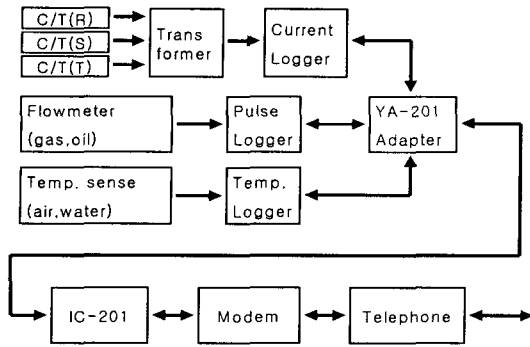 C/T(R)
C/T(S)
C/T(T)
Trans
former
Current
Logger
Flowmeter
(gas,oil)
Pulse
Logger
YA-201
Adapter
Temp. sense
(air,water)
Temp.
Logger
IC-201
Modem
Telephone